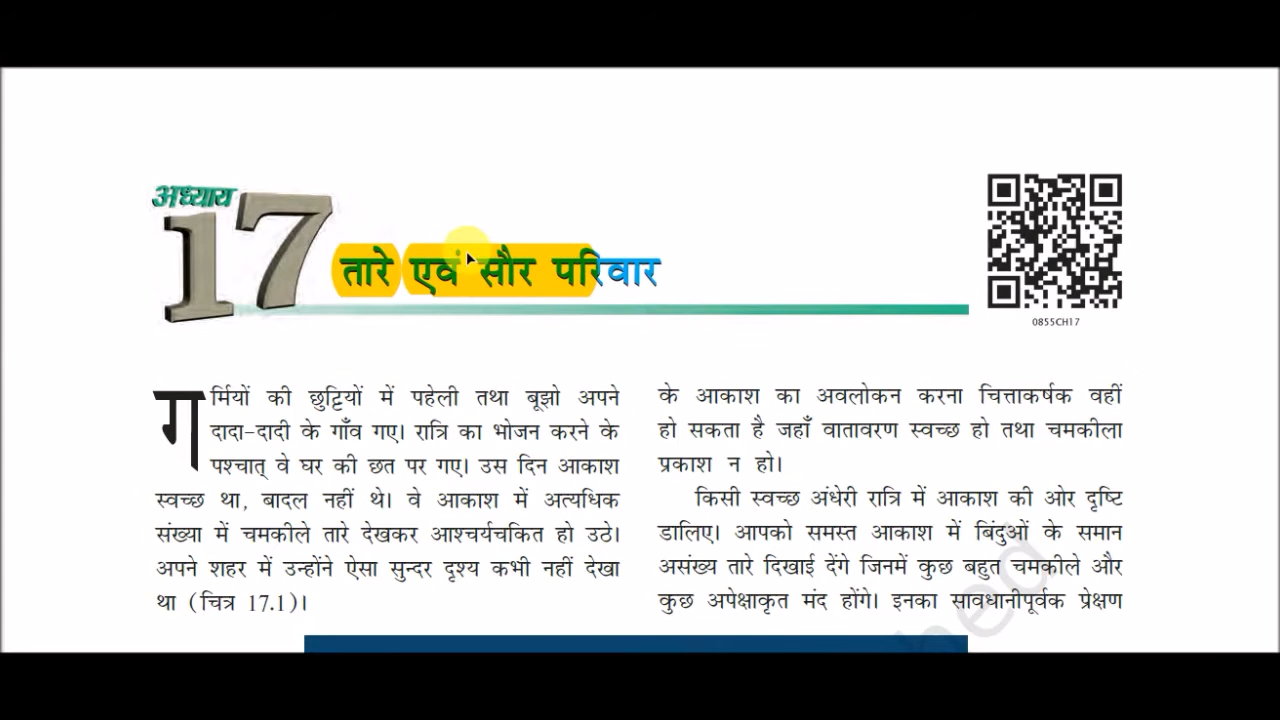 अध्याय
17
तारे एवं सौर परिवार
0855CH17
गर्मियों की छुट्टियों में पहेली तथा बूझो अपने
दादा-दादी के गाँव गए। रात्रि का भोजन करने के
पश्चात् वे घर की छत पर गए। उस दिन आकाश
स्वच्छ था, बादल नहीं थे। वे आकाश में अत्यधिक
संख्या में चमकीले तारे देखकर आश्चर्यचकित हो उठे।
अपने शहर में उन्होंने ऐसा सुन्दर दृश्य कभी नहीं देखा
था (चित्र 17.1)।
के आकाश का अवलोकन करना चित्ताकर्षक वहीं
हो सकता है जहाँ वातावरण स्वच्छ हो तथा चमकीला
प्रकाश न हो।
किसी स्वच्छ अंधेरी रात्रि में आकाश की ओर दृष्टि
डालिए। आपको समस्त आकाश में बिंदुओं के समान
असंख्य तारे दिखाई देंगे जिनमें कुछ बहुत चमकीले और
कुछ अपेक्षाकृत मंद होंगे। इनका सावधानीपूर्वक प्रेक्षण